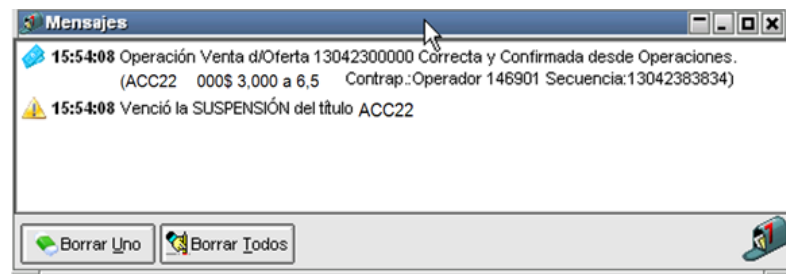 Mensajes
15:54:08 Operación Venta d/Oferta 13042300000 Correcta y Confirmada desde Operaciones.
(ACC22 000$ 3,000 a 6,5 Contrap.:Operador 146901 Secuencia:13042383834)
15:54:08 Venció la SUSPENSIÓN del título ACC22
Borrar Uno Borrar Todos